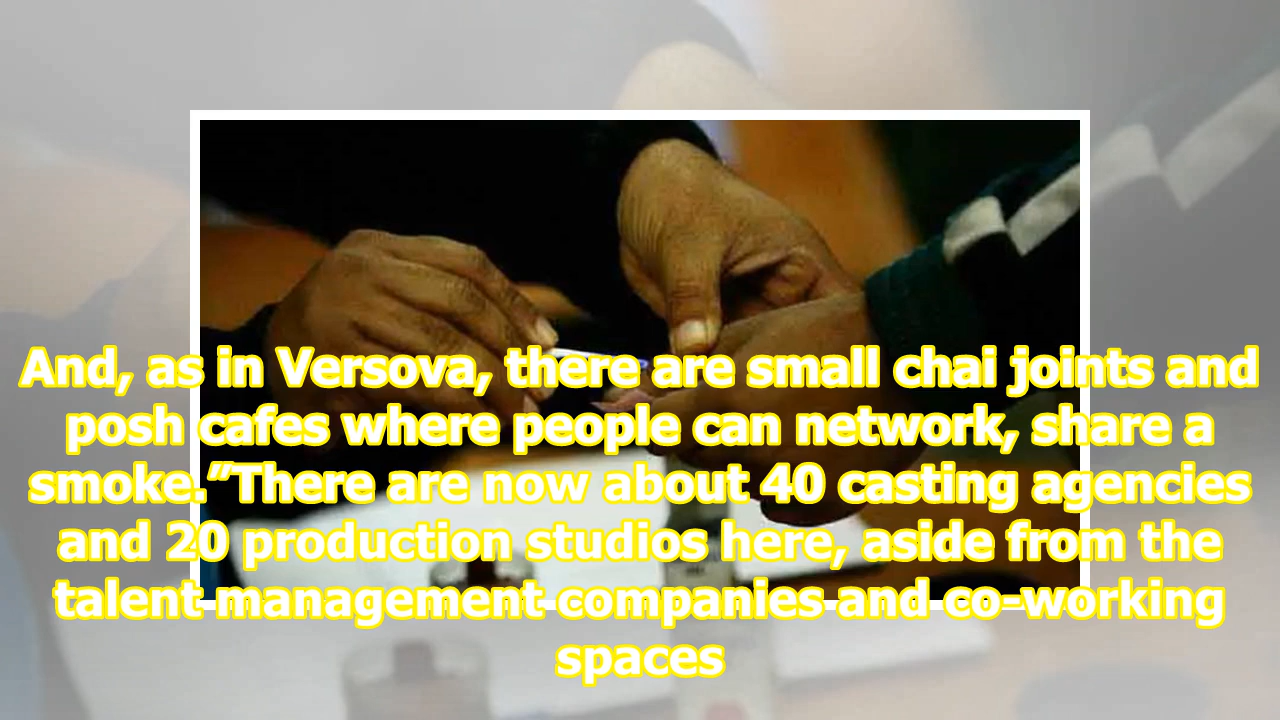 And, as in Versova, there are small chai joints and
posh cafes where people can network, share a
smoke.”There are now about 40 casting agencies
and 20 production studios here, aside from the
talent management companies and co-working
spaces